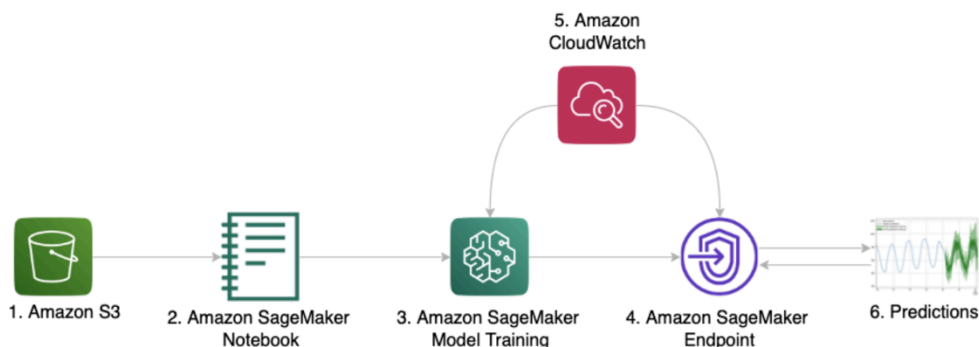 5. Amazon
CloudWatch
1. Amazon S3
2. Amazon SageMaker
Notebook
3. Amazon SageMaker
Model Training
4. Amazon SageMaker
Endpoint
6. Predictions